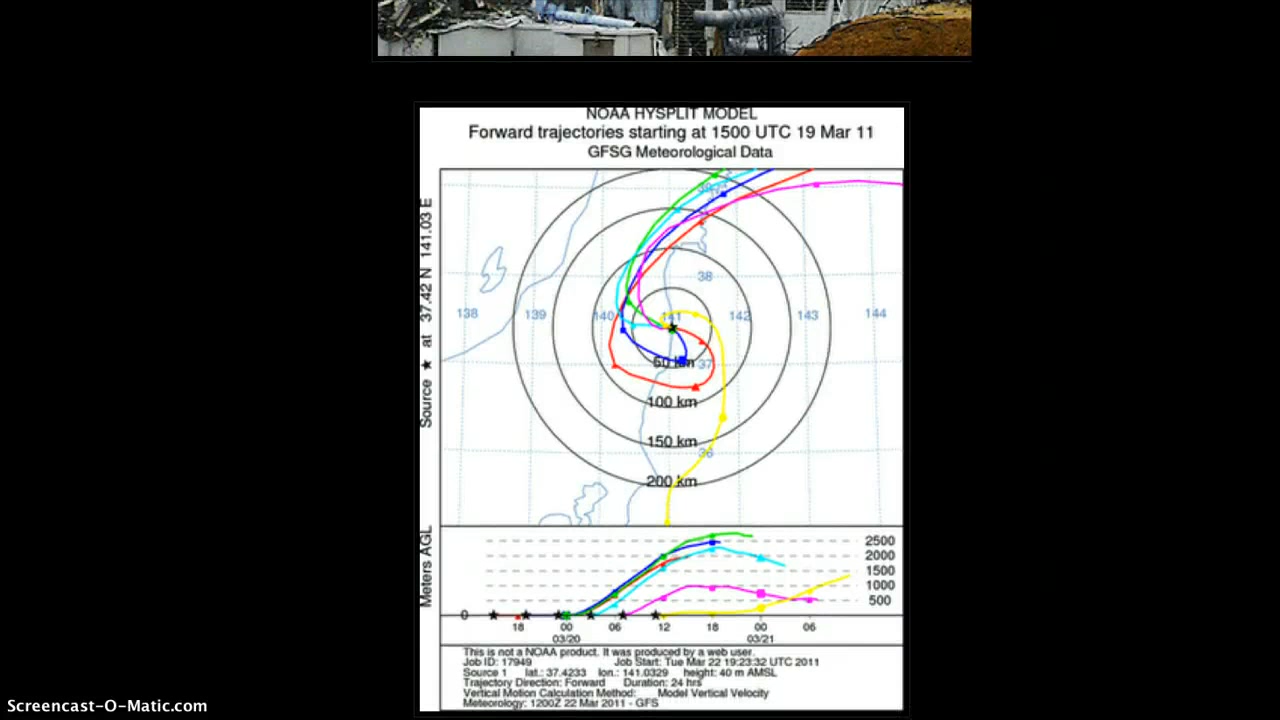 NOAA HYSPLIT MODEL
Forward trajectories starting at 1500 UTC 19 Mar 11
GFSG Meteorological Data
Source ★ at 37.42 N 141.03 E
39
38
138 139 140 141 142 143 144
50 km
37
100 km
150 km
36
200 km
Meters AGL
2500
2000
1500
1000
500
0
18 00 06 12 18 00 06
03/20 03/21
This is not a NOAA product. It was produced by a web user.
Job ID: 17949 Job Start: Tue Mar 22 19:23:32 UTC 2011
Source 1 lat.: 37.4233 lon.: 141.0329 height: 40 m AMSL
Trajectory Direction: Forward Duration: 24 hrs
Vertical Motion Calculation Method: Model Vertical Velocity
Meteorology: 1200Z 22 Mar 2011 - GFS
Screencast-O-Matic.com